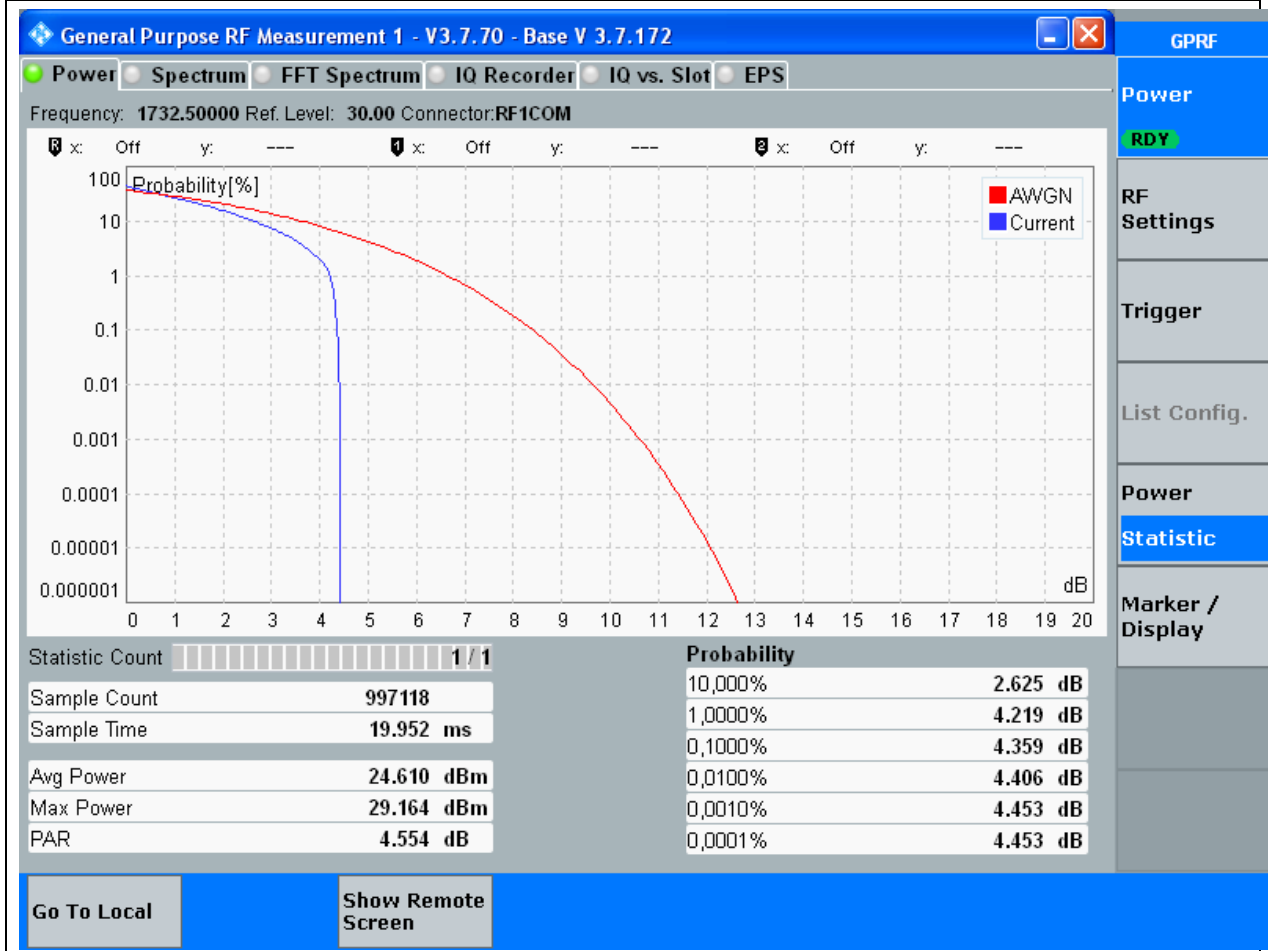 General Purpose RF Measurement 1 - V3.7.70 - Base V 3.7.172
GPRF
Power Spectrum FFT Spectrum IQ Recorder IQ vs. Slot EPS
Frequency: 1732.50000 Ref. Level: 30.00 Connector:RF1COM
R x: Off y: --- 1 x: Off y: --- 2 x: Off y: ---
Probability[%]
AWGN
Current
100
10
1
0.1
0.01
0.001
0.0001
0.00001
0.000001
dB
0 1 2 3 4 5 6 7 8 9 10 11 12 13 14 15 16 17 18 19 20
Statistic Count 1 / 1
Sample Count 997118
Sample Time 19.952 ms
Avg Power 24.610 dBm
Max Power 29.164 dBm
PAR 4.554 dB
Probability
10,000% 2.625 dB
1,0000% 4.219 dB
0,1000% 4.359 dB
0,0100% 4.406 dB
0,0010% 4.453 dB
0,0001% 4.453 dB
Power
RDY
RF
Settings
Trigger
List Config.
Power
Statistic
Marker /
Display
Go To Local
Show Remote
Screen